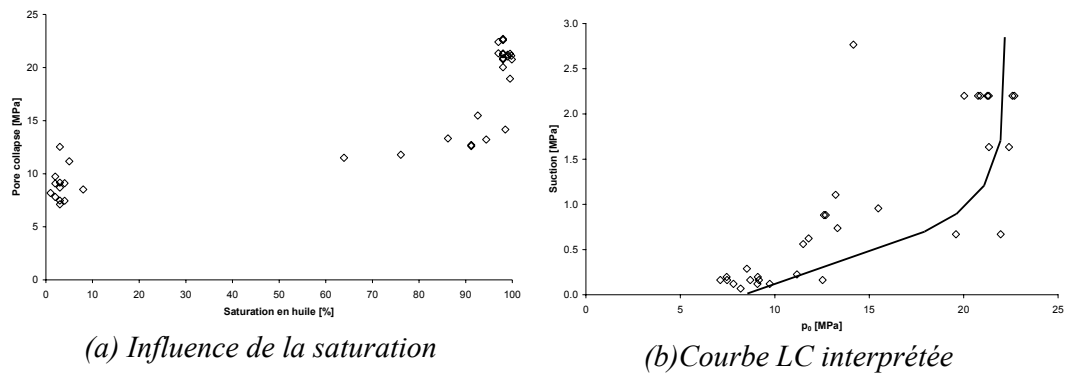 25
20
15
10
5
0
Pore collapse [MPa]
0 10 20 30 40 50 60 70 80 90 100
Saturation en huile [%]
(a) Influence de la saturation
3.0
2.5
2.0
1.5
1.0
0.5
0.0
Suction [MPa]
0 5 10 15 20 25
p₀ [MPa]
(b)Courbe LC interprétée